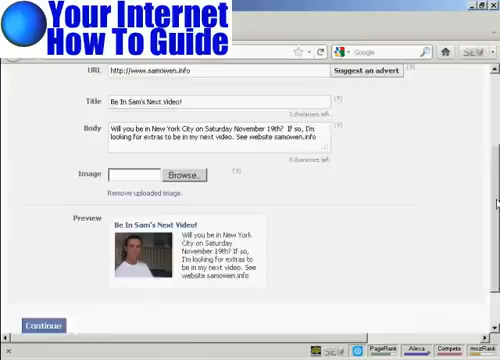 Your Internet
How To Guide
Google
URL
http://www.samowen.info
Suggest an advert
[?]
Title
Be In Sam's Next Video!
[?]
2 characters left.
Body
Will you be in New York City on Saturday November 19th? If so, I'm
looking for extras to be in my next video. See website samowen.info
[?]
Image
Browse...
[?]
Remove uploaded image.
Preview
Be In Sam's Next Video!
Will you be in New York
City on Saturday
November 19th? If so,
I'm looking for extras to
be in my next video. See
website samowen.info
Continue
PageRank
Alexa
Compete
mozRank